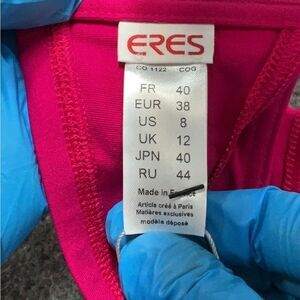 ERES
CO 1122 COG
FR 40
EUR 38
US 8
UK 12
JPN 40
RU 44
Made in France
Article créé à Paris
Matières exclusives
modèle déposé